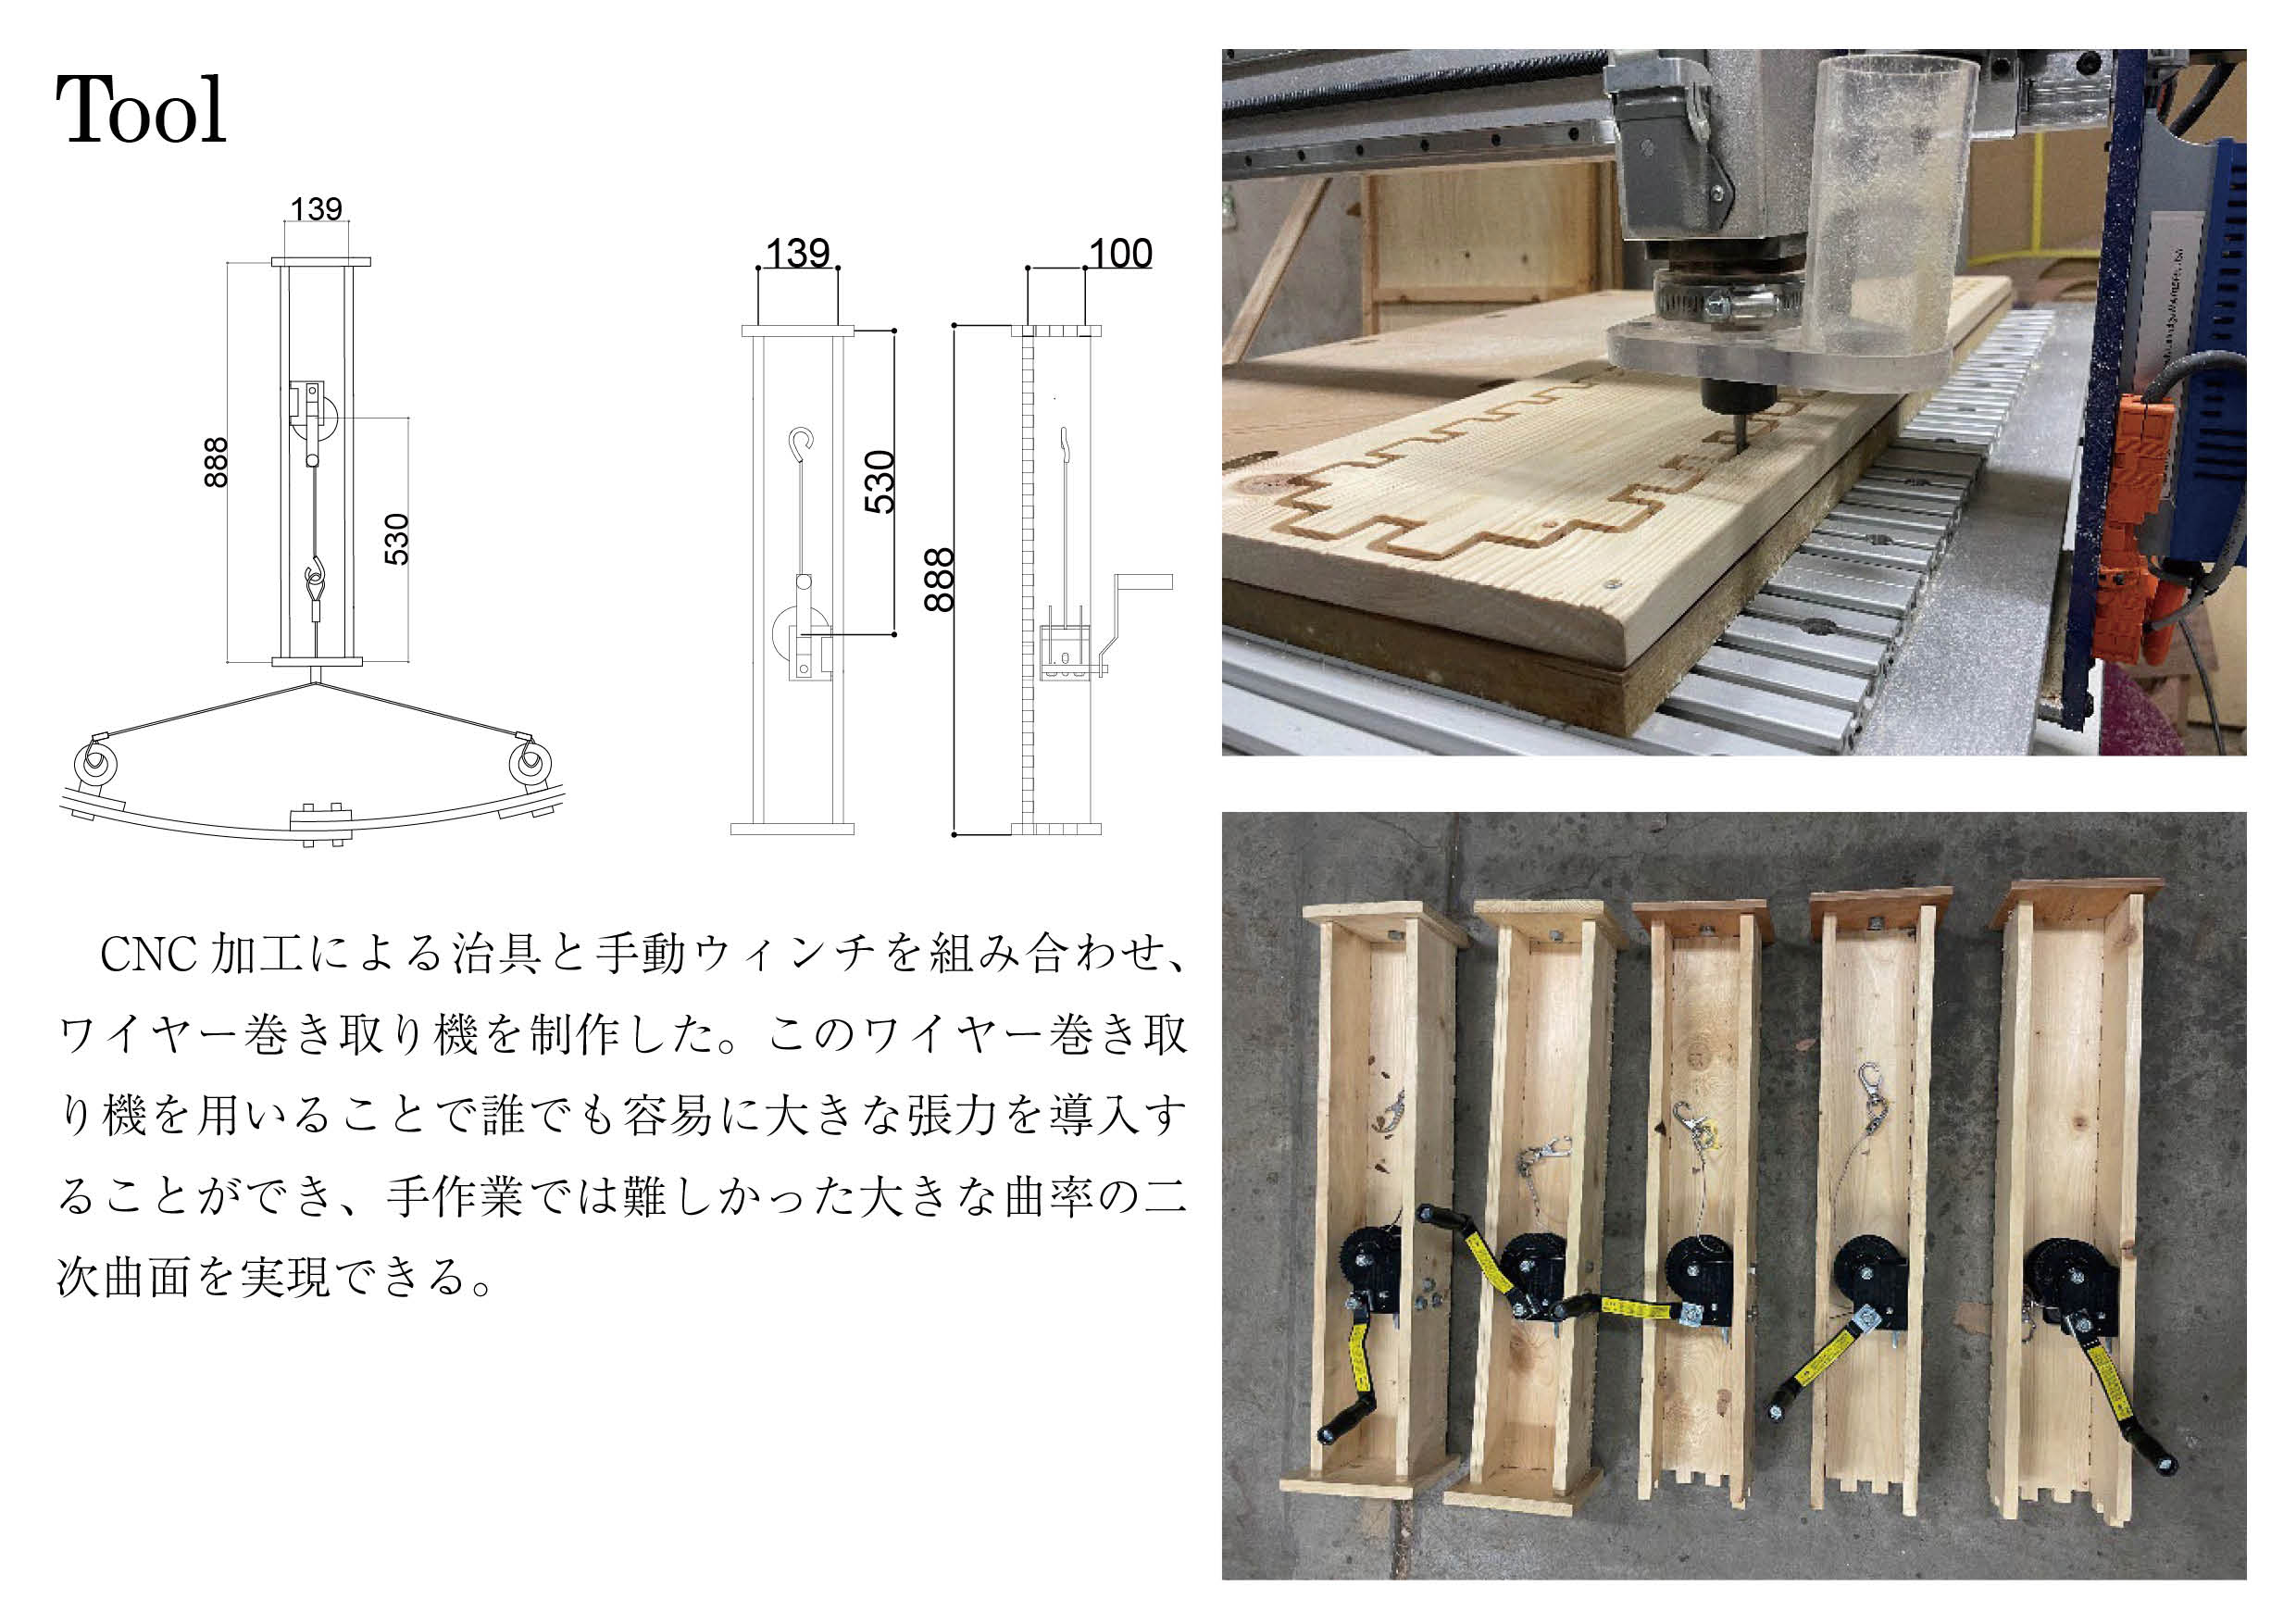 Tool
139
888
530
139
100
530
888
CNC 加工による治具と手動ウィンチを組み合わせ、
ワイヤー巻き取り機を制作した。このワイヤー巻き取
り機を用いることで誰でも容易に大きな張力を導入す
ることができ、手作業では難しかった大きな曲率の二
次曲面を実現できる。